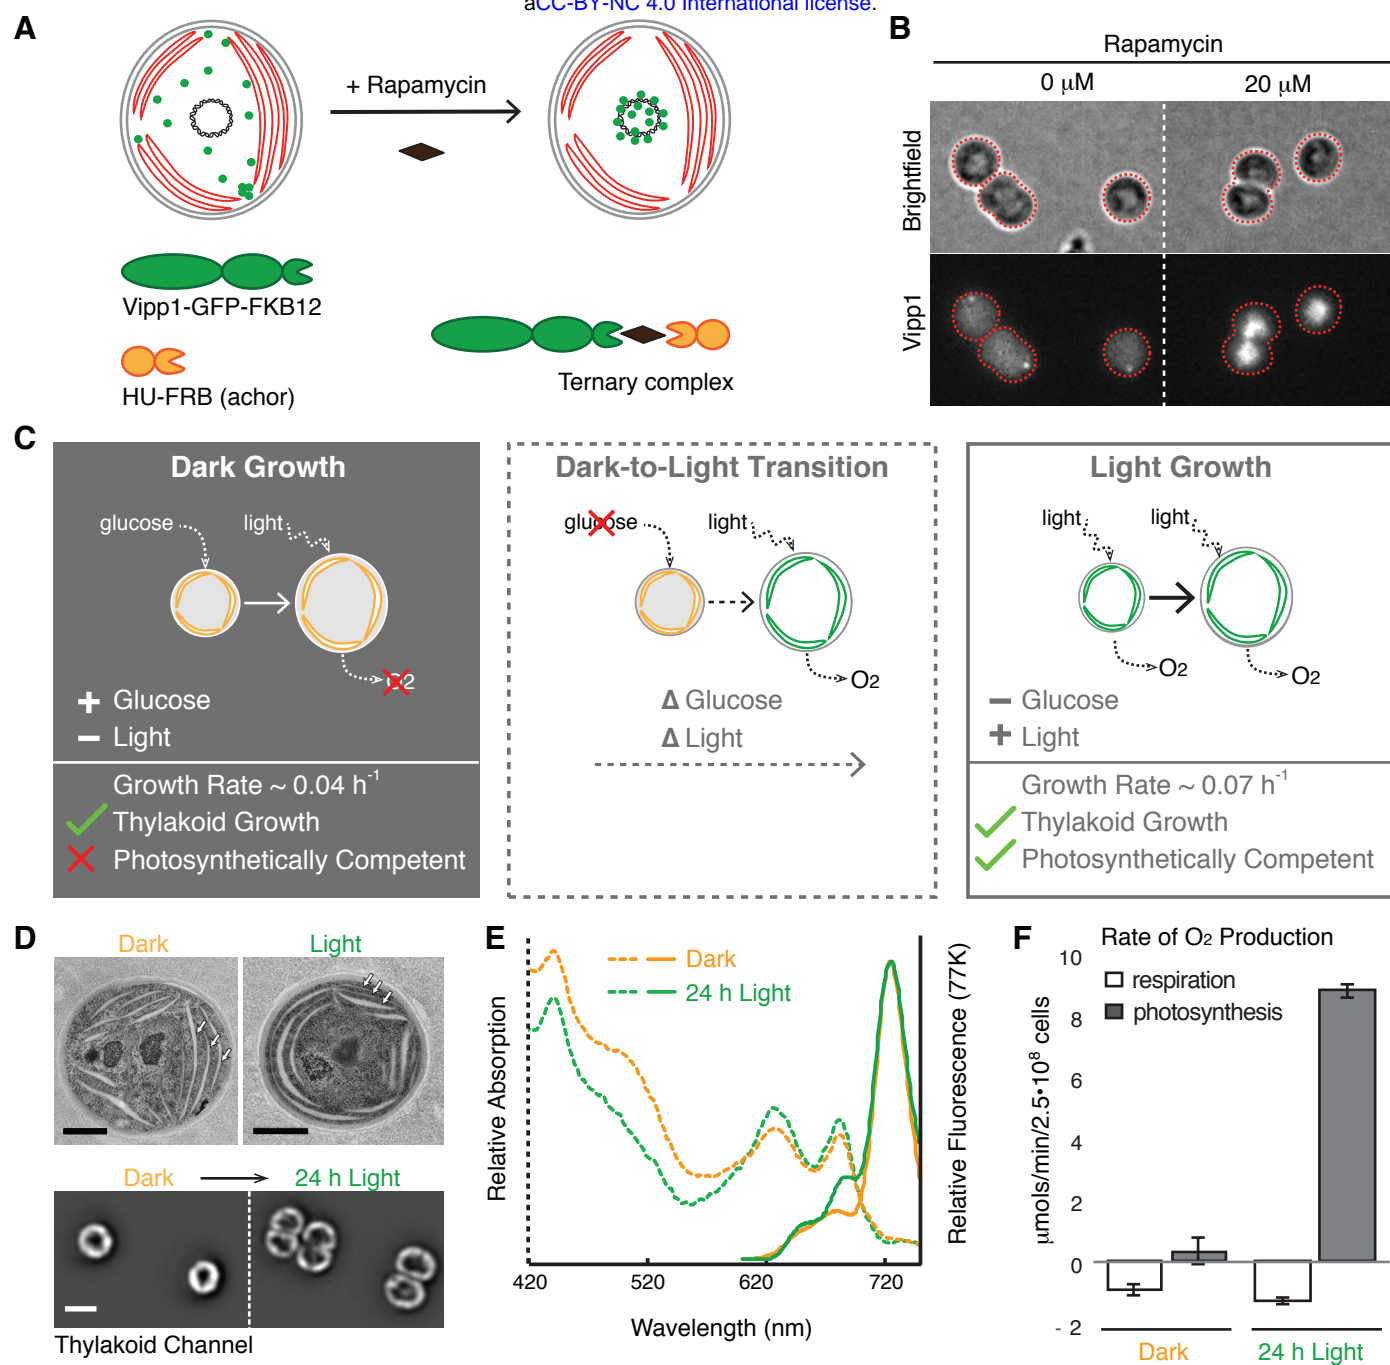 aCC-BY-NC 4.0 International license.
A
+ Rapamycin
Vipp1-GFP-FKB12
HU-FRB (achor)
Ternary complex
B
Rapamycin
0 μM
20 μM
Brightfield
Vipp1
C
Dark Growth
glucose
light
O2
+ Glucose
− Light
Growth Rate ~ 0.04 h-1
Thylakoid Growth
Photosynthetically Competent
Dark-to-Light Transition
glucose
light
O2
Δ Glucose
Δ Light
Light Growth
light
light
O2
O2
− Glucose
+ Light
Growth Rate ~ 0.07 h-1
Thylakoid Growth
Photosynthetically Competent
D
Dark
Light
Dark
24 h Light
Thylakoid Channel
E
Relative Absorption
Dark
24 h Light
Relative Fluorescence (77K)
420
520
620
720
Wavelength (nm)
F
Rate of O2 Production
respiration
photosynthesis
μmols/min/2.5•10^8 cells
10
8
6
4
2
0
- 2
Dark
24 h Light